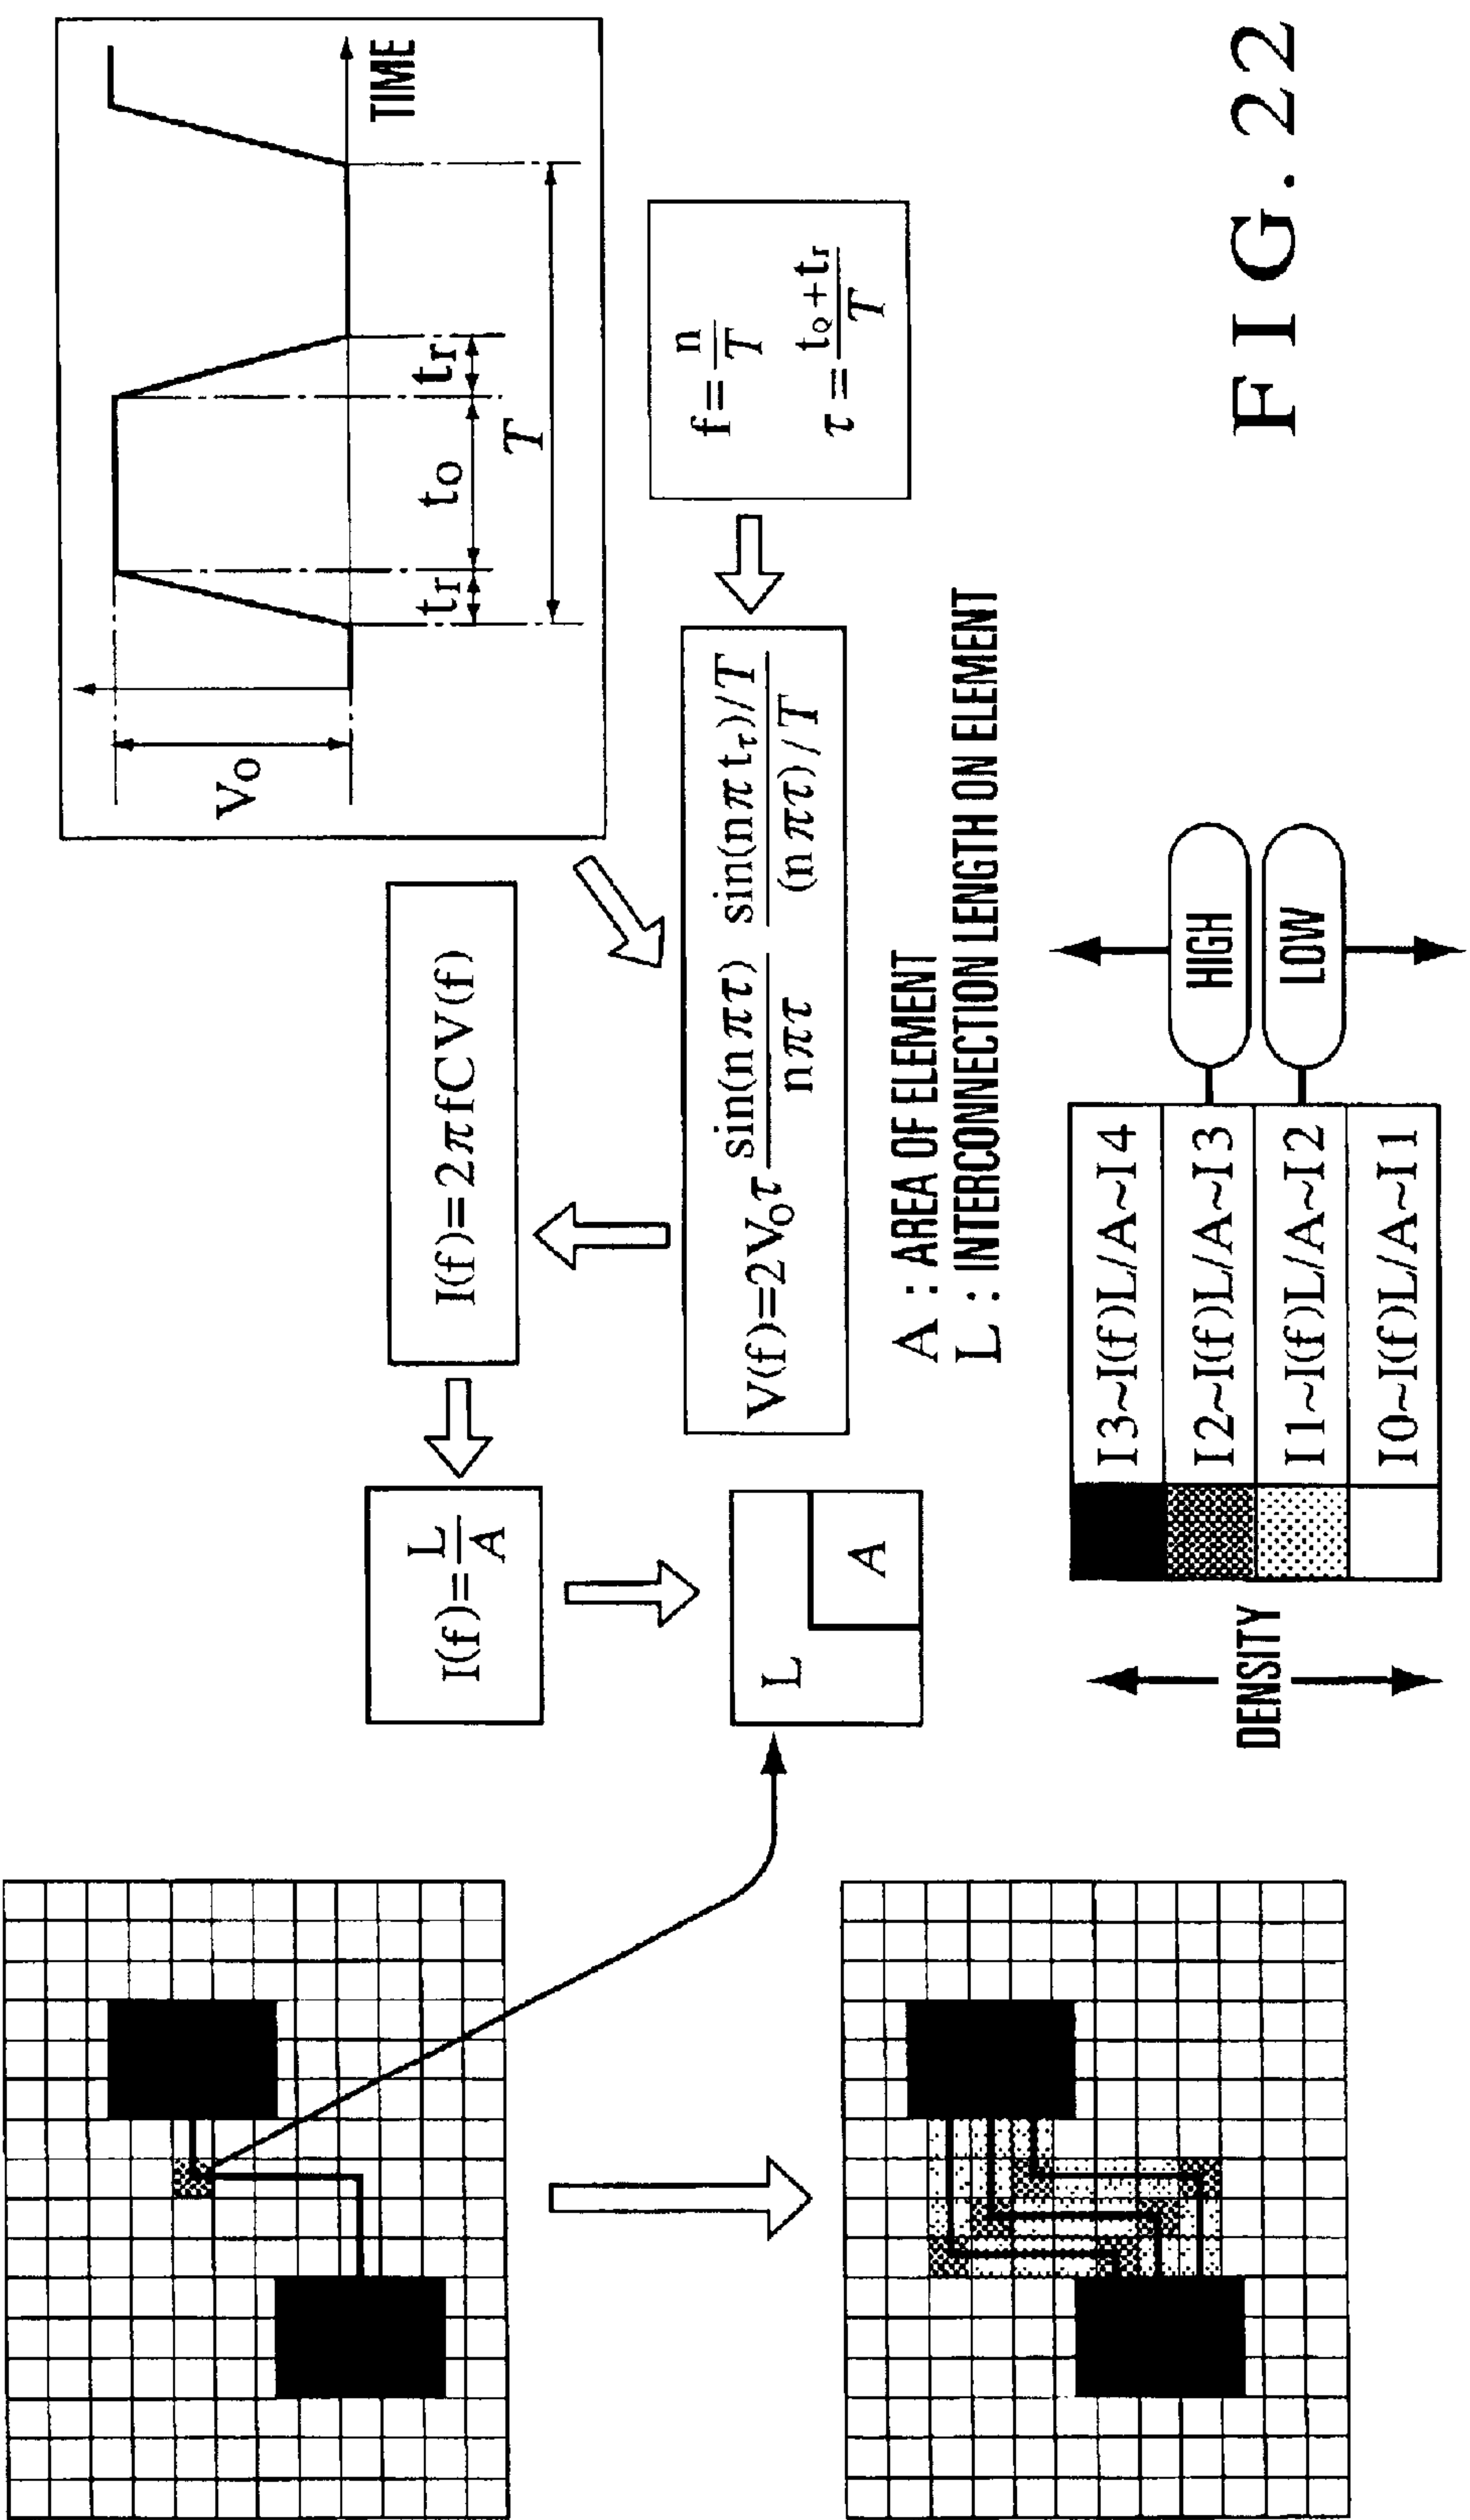 V₀
TIME
tᵣ
t₀
tᵣ
T
I(f)=L/A
I(f)=2πfCV(f)
V(f)=2V₀τ sin(nπτ)/nπτ sin(nπt_τ)/T/(nπτ)/T
f=n/T
τ=t₀+tᵣ/T
L
A
A : AREA OF ELEMENT
L : INTERCONNECTION LENGTH ON ELEMENT
DENSITY
I3~I(f)L/A~I4
I2~I(f)L/A~I3
I1~I(f)L/A~I2
I0~I(f)L/A~I1
HIGH
LOW
FIG.22